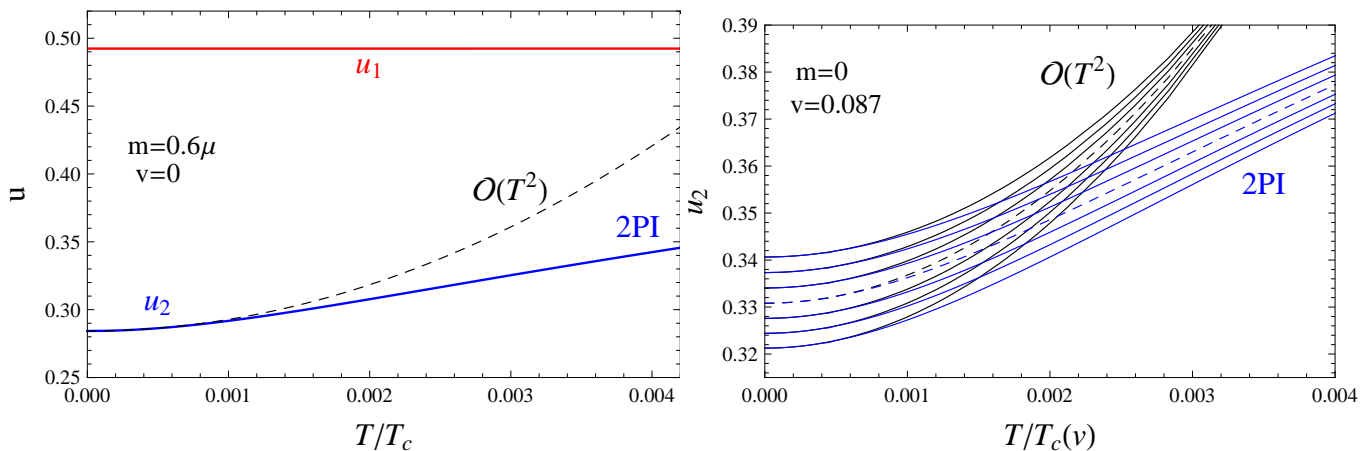 0.50
0.45
0.40
0.35
0.30
0.25
u
u₁
m=0.6μ
v=0
O(T²)
2PI
u₂
0.000
0.001
0.002
0.003
0.004
T/T_c
0.39
0.38
0.37
0.36
0.35
0.34
0.33
0.32
u₂
m=0
v=0.087
O(T²)
2PI
0.000
0.001
0.002
0.003
0.004
T/T_c(v)